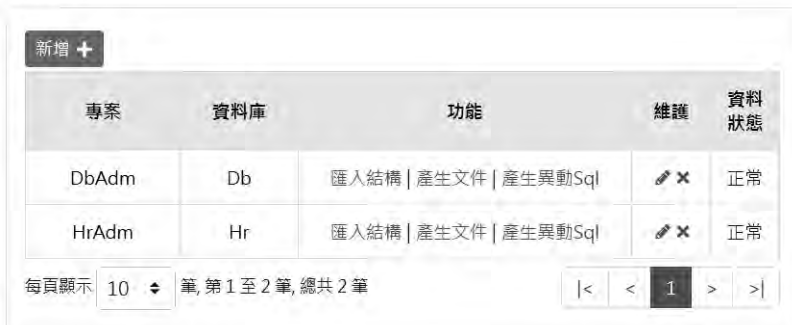 新增 +
專案 資料庫 功能 維護 資料狀態
DbAdm Db 匯入結構 | 產生文件 | 產生異動Sql 正常
HrAdm Hr 匯入結構 | 產生文件 | 產生異動Sql 正常
每頁顯示 10 筆, 第 1 至 2 筆, 總共 2 筆 |< < 1 > >|